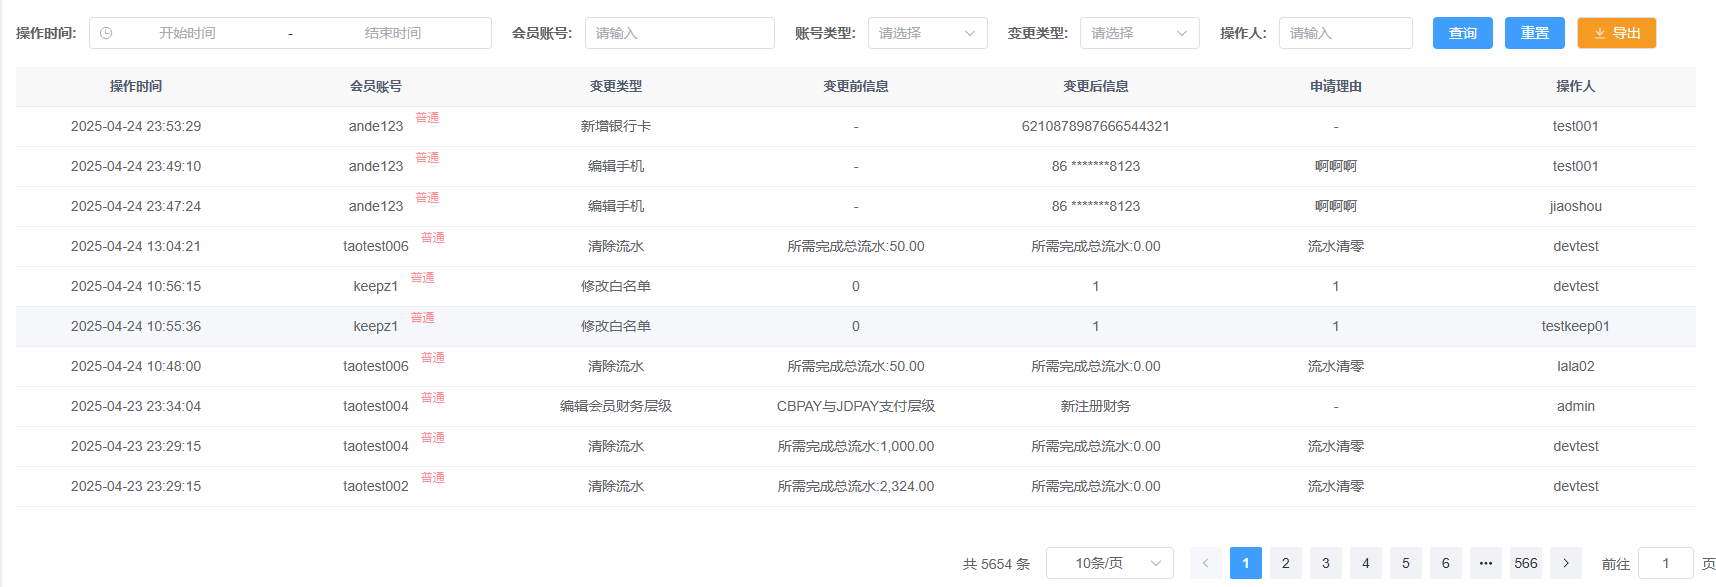 操作时间: 开始时间 - 结束时间 会员账号: 请输入 账号类型: 请选择 变更类型: 请选择 操作人: 请输入 查询 重置 导出
操作时间 会员账号 变更类型 变更前信息 变更后信息 申请理由 操作人
2025-04-24 23:53:29 ande123 普通 新增银行卡 - 6210878987666544321 - test001
2025-04-24 23:49:10 ande123 普通 编辑手机 - 86 *******8123 啊啊啊 test001
2025-04-24 23:47:24 ande123 普通 编辑手机 - 86 *******8123 啊啊啊 jiaoshou
2025-04-24 13:04:21 taotest006 普通 清除流水 所需完成总流水:50.00 所需完成总流水:0.00 流水清零 devtest
2025-04-24 10:56:15 keepz1 普通 修改白名单 0 1 1 devtest
2025-04-24 10:55:36 keepz1 普通 修改白名单 0 1 1 testkeep01
2025-04-24 10:48:00 taotest006 普通 清除流水 所需完成总流水:50.00 所需完成总流水:0.00 流水清零 lala02
2025-04-23 23:34:04 taotest004 普通 编辑会员财务层级 CBPAY与JDPAY支付层级 新注册财务 - admin
2025-04-23 23:29:15 taotest004 普通 清除流水 所需完成总流水:1,000.00 所需完成总流水:0.00 流水清零 devtest
2025-04-23 23:29:15 taotest002 普通 清除流水 所需完成总流水:2,324.00 所需完成总流水:0.00 流水清零 devtest
共 5654 条 10条/页 < 1 2 3 4 5 6 ••• 566 > 前往 1 页